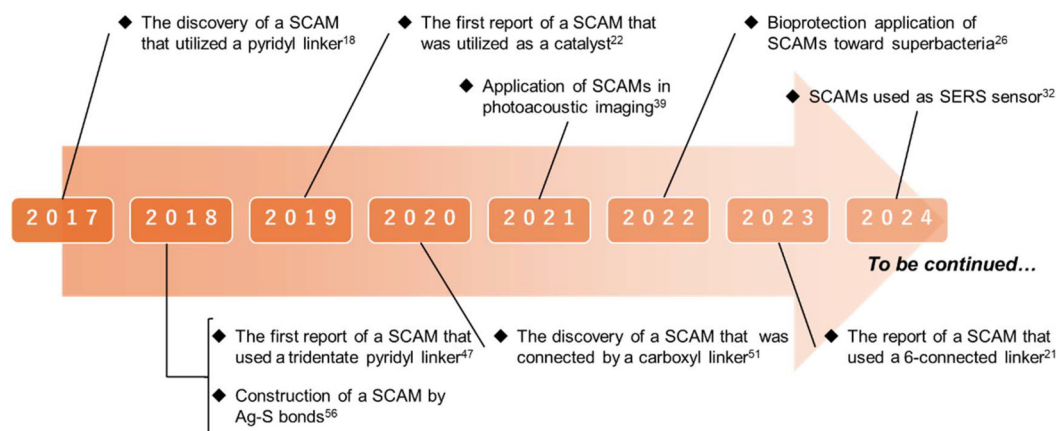 ◆ The discovery of a SCAM
that utilized a pyridyl linker18
◆ The first report of a SCAM that
was utilized as a catalyst22
◆ Application of SCAMs in
photoacoustic imaging39
◆ Bioprotection application of
SCAMs toward superbacteria26
◆ SCAMs used as SERS sensor32
2017
2018
2019
2020
2021
2022
2023
2024
To be continued...
◆ The first report of a SCAM that
used a tridentate pyridyl linker47
◆ Construction of a SCAM by
Ag-S bonds56
◆ The discovery of a SCAM that was
connected by a carboxyl linker51
◆ The report of a SCAM that
used a 6-connected linker21